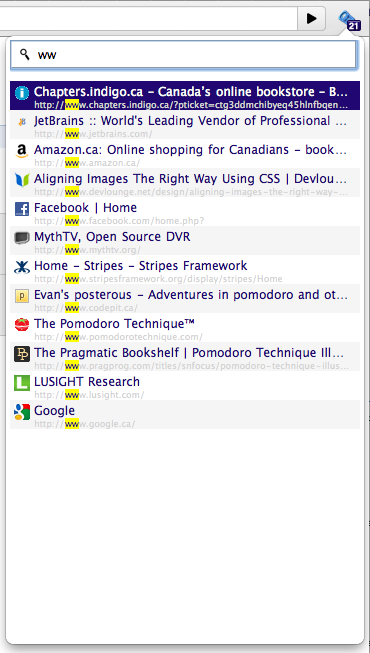 21
ww
Chapters.indigo.ca – Canada's online bookstore – B...
http://www.chapters.indigo.ca/?pticket=ctg3ddmchibyeq45hlnfbqen...
JetBrains :: World's Leading Vendor of Professional ...
http://www.jetbrains.com/
Amazon.ca: Online shopping for Canadians – book...
http://www.amazon.ca/
Aligning Images The Right Way Using CSS | Devlou...
http://www.devlounge.net/design/aligning-images-the-right-way-...
Facebook | Home
http://www.facebook.com/home.php?
MythTV, Open Source DVR
http://www.mythtv.org/
Home – Stripes – Stripes Framework
http://www.stripesframework.org/display/stripes/Home
Evan's posterous – Adventures in pomodoro and ot...
http://www.codepit.ca/
The Pomodoro Technique™
http://www.pomodorotechnique.com/
The Pragmatic Bookshelf | Pomodoro Technique Ill...
http://www.pragprog.com/titles/snfocus/pomodoro-technique-illus...
LUSIGHT Research
http://www.lusight.com/
Google
http://www.google.ca/